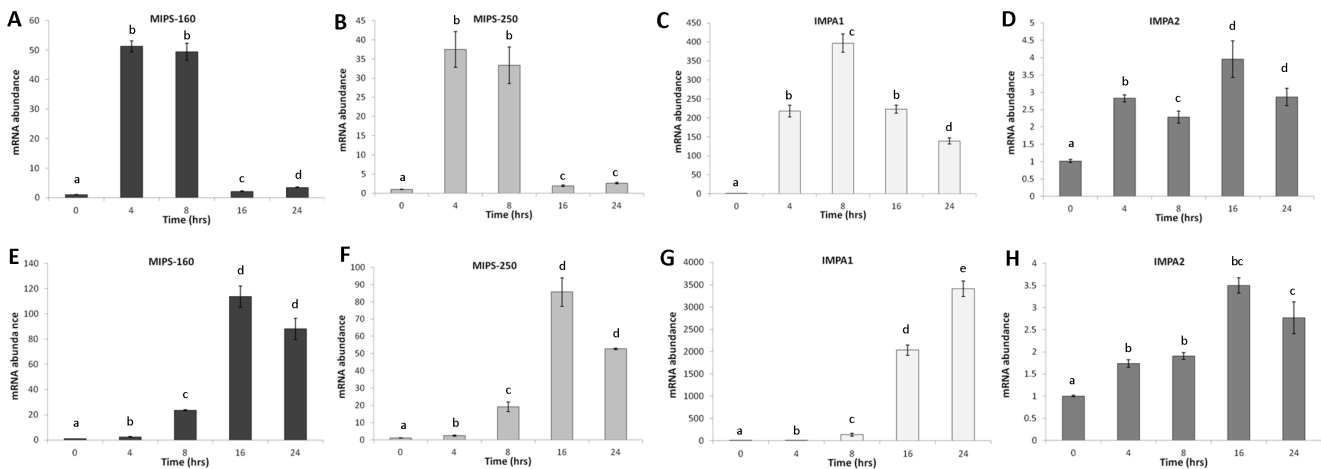 A
MIPS-160
mRNA abundance
60
50
40
30
20
10
0
a
b
b
c
d
0 4 8 16 24
Time (hrs)
B
MIPS-250
mRNA abundance
45
40
35
30
25
20
15
10
5
0
a
b
b
c
c
0 4 8 16 24
Time (hrs)
C
IMPA1
mRNA abundance
450
400
350
300
250
200
150
100
50
0
a
b
c
b
d
0 4 8 16 24
Time (hrs)
D
IMPA2
mRNA abundance
5
4.5
4
3.5
3
2.5
2
1.5
1
0.5
0
a
b
c
d
d
0 4 8 16 24
Time (hrs)
E
MIPS-160
mRNA abunda nce
140
120
100
80
60
40
20
0
a
b
c
d
d
0 4 8 16 24
Time (hrs)
F
MIPS-250
mRNA abundance
100
90
80
70
60
50
40
30
20
10
0
a
b
c
d
d
0 4 8 16 24
Time (hrs)
G
IMPA1
mRNA abundance
4000
3500
3000
2500
2000
1500
1000
500
0
a
b
c
d
e
0 4 8 16 24
Time (hrs)
H
IMPA2
mRNA abundance
4
3.5
3
2.5
2
1.5
1
0.5
0
a
b
b
bc
c
0 4 8 16 24
Time (hrs)